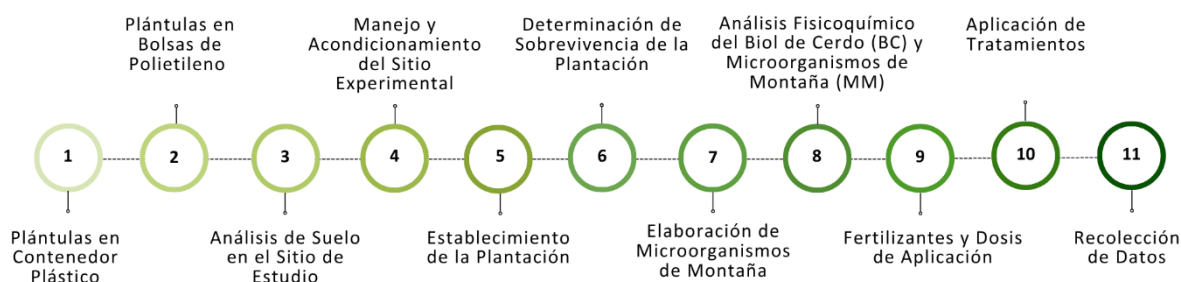 Plántulas en
Bolsas de
Polietileno
Manejo y
Acondicionamiento
del Sitio
Experimental
Determinación de
Sobrevivencia de la
Plantación
Análisis Fisicoquímico
del Biol de Cerdo (BC) y
Microorganismos de
Montaña (MM)
Aplicación de
Tratamientos
1
2
3
4
5
6
7
8
9
10
11
Plántulas en
Contenedor
Plástico
Análisis de Suelo
en el Sitio de
Estudio
Establecimiento
de la Plantación
Elaboración de
Microorganismos
de Montaña
Fertilizantes y Dosis
de Aplicación
Recolección
de Datos